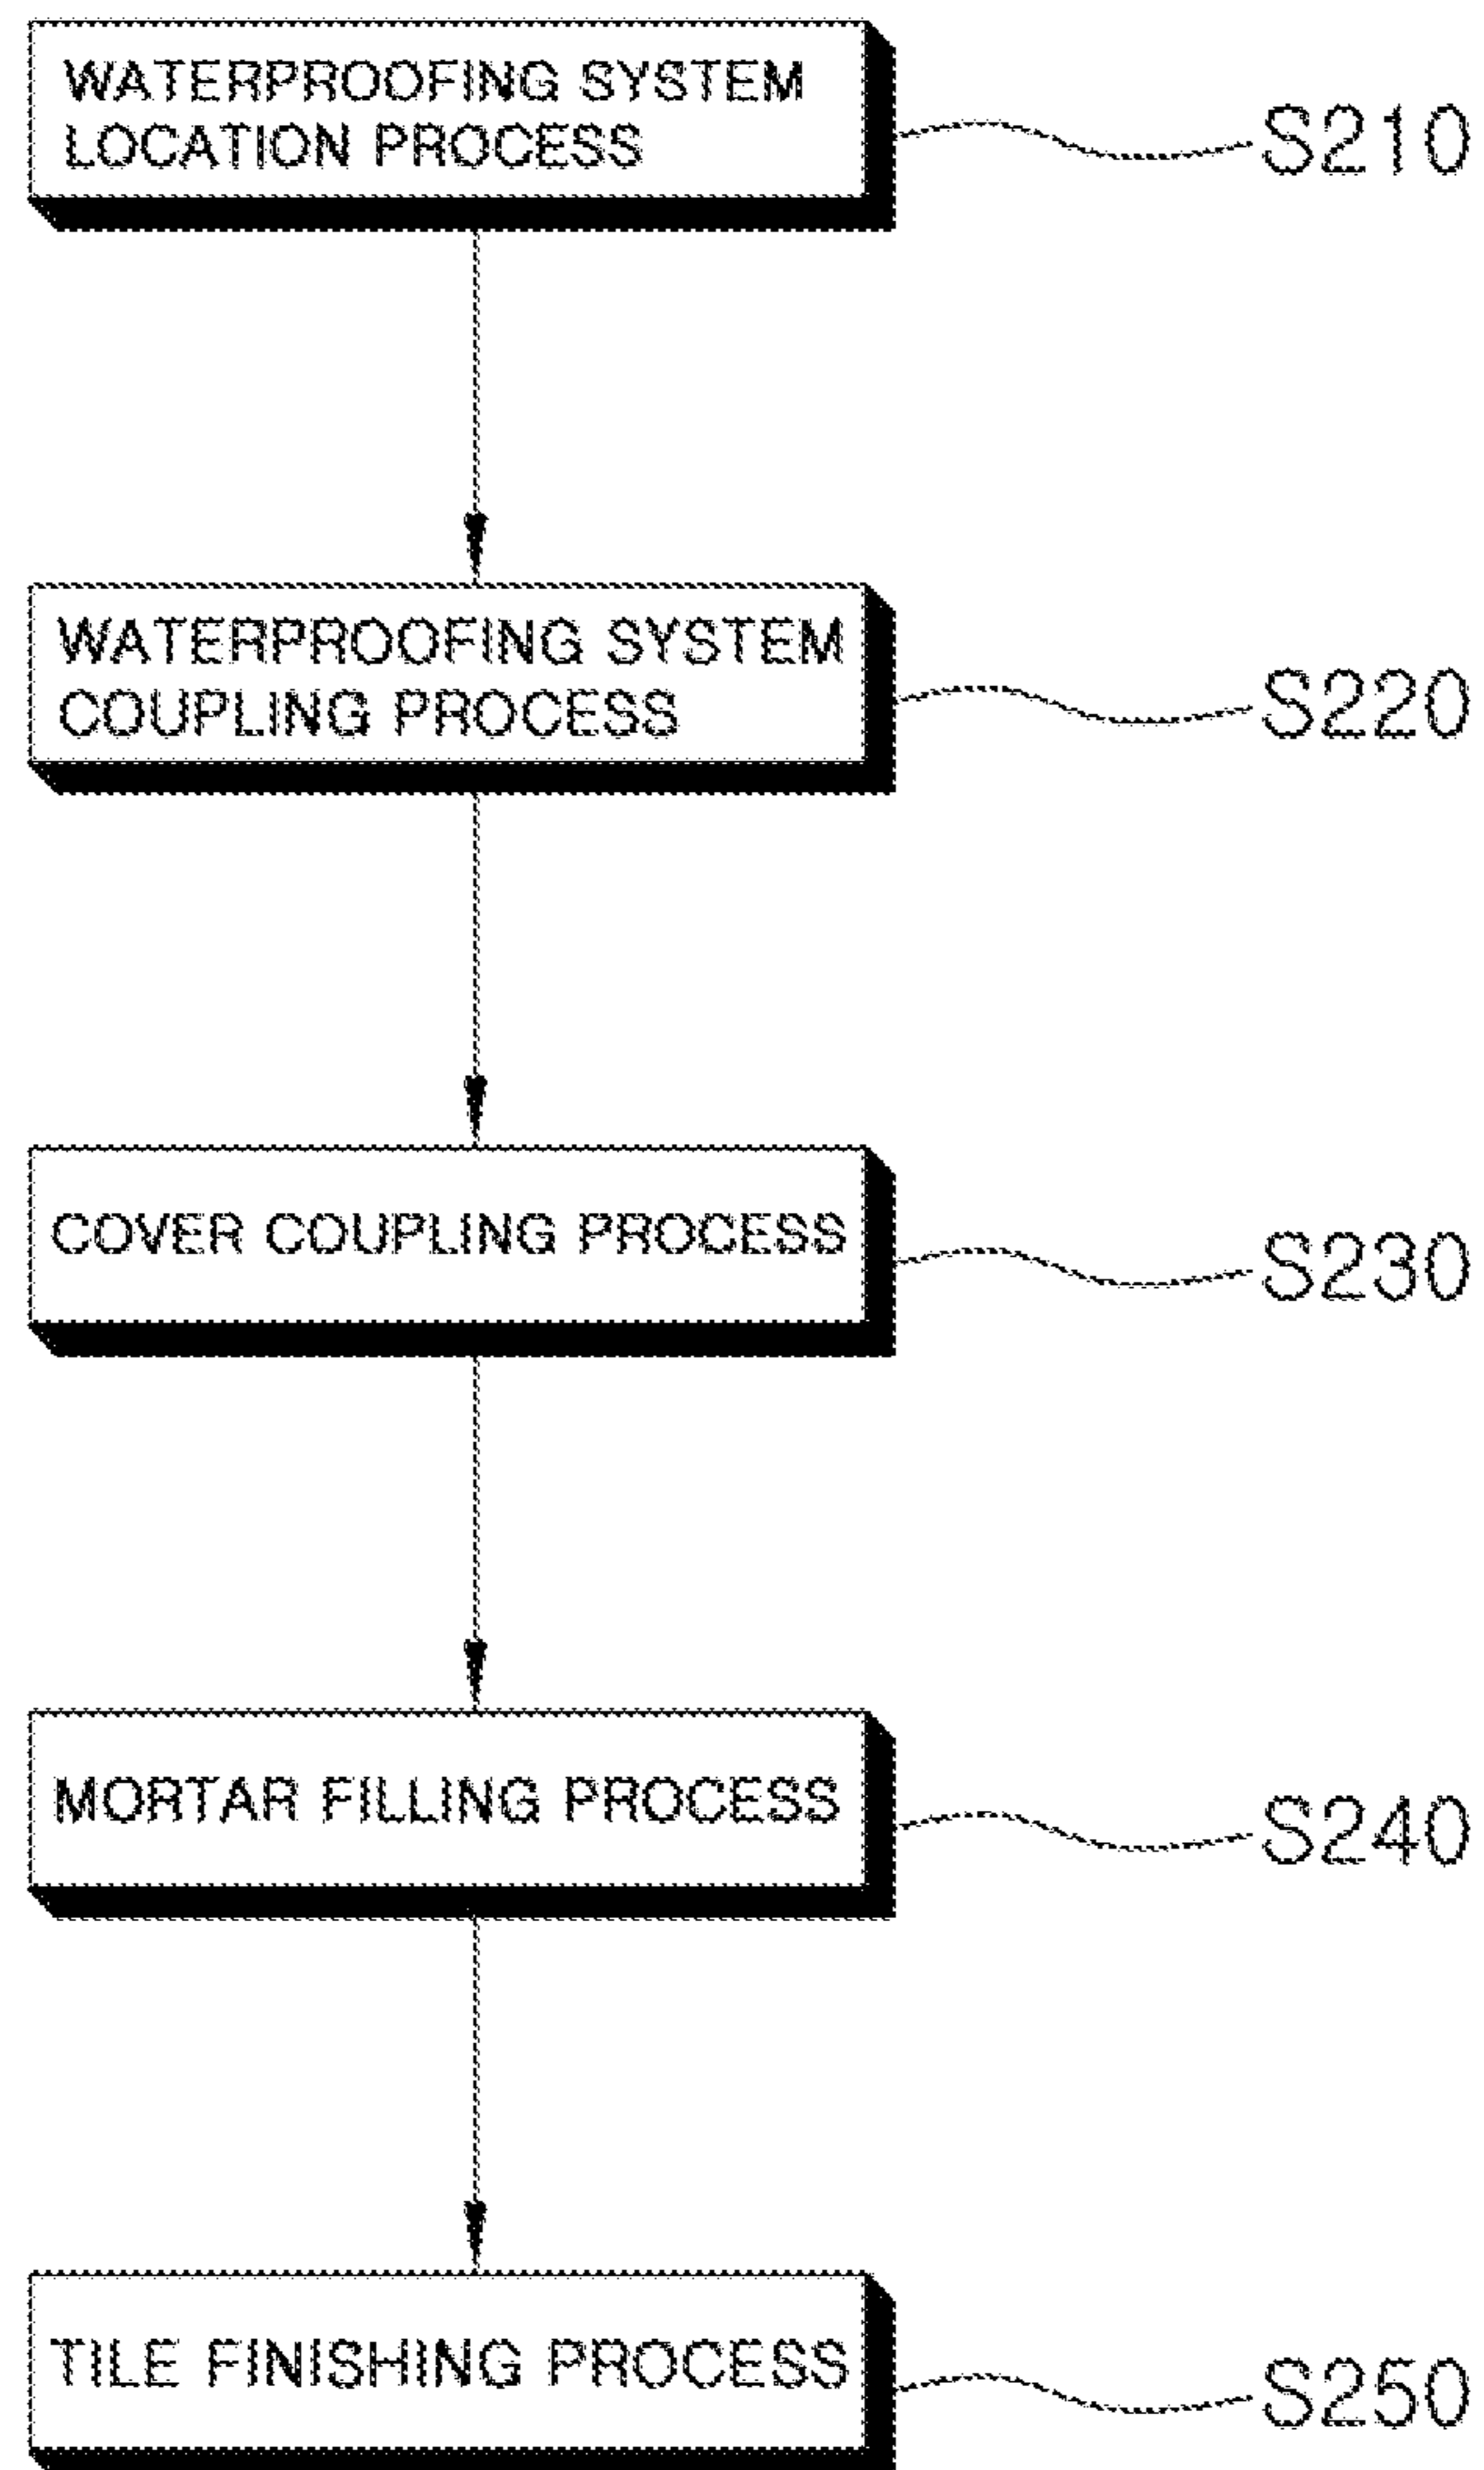 WATERPROOFING SYSTEM
LOCATION PROCESS
S210
WATERPROOFING SYSTEM
COUPLING PROCESS
S220
COVER COUPLING PROCESS
S230
MORTAR FILLING PROCESS
S240
TILE FINISHING PROCESS
S250